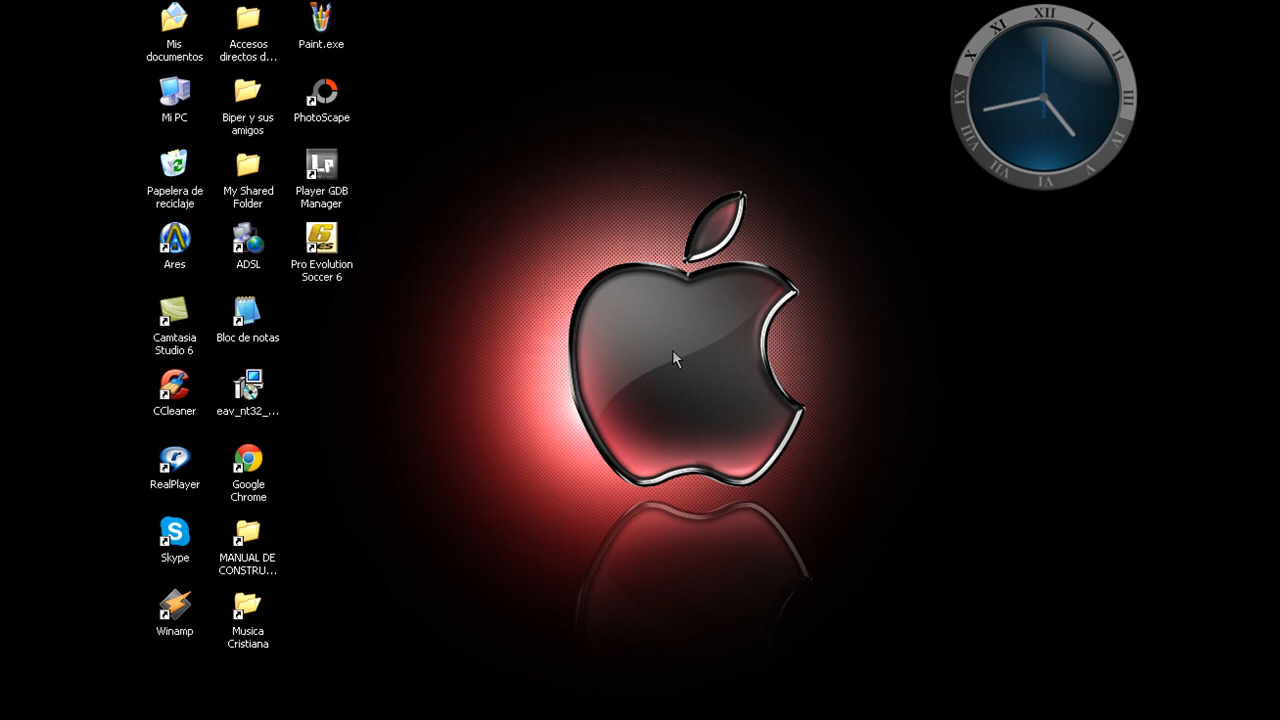 Mis
documentos
Accesos
directos d...
Paint.exe
Mi PC
Biper y sus
amigos
PhotoScape
Papelera de
reciclaje
My Shared
Folder
Player GDB
Manager
Ares
ADSL
Pro Evolution
Soccer 6
Camtasia
Studio 6
Bloc de notas
CCleaner
eav_nt32_...
RealPlayer
Google
Chrome
Skype
MANUAL DE
CONSTRU...
Winamp
Musica
Cristiana
XII
I
II
III
IV
V
VI
VII
VIII
XI
X
XI